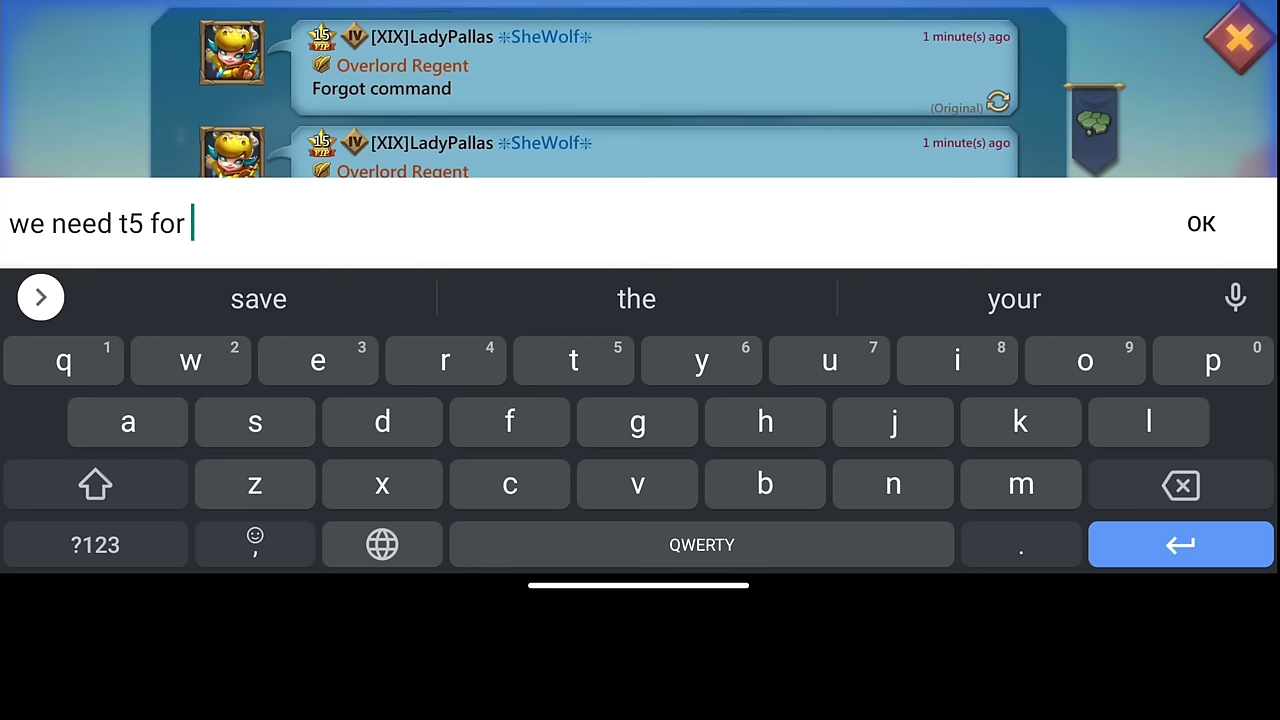 15 VIP IV [XIX]LadyPallas ❊SheWolf❊ 1 minute(s) ago
Overlord Regent
Forgot command
(Original)
15 VIP IV [XIX]LadyPallas ❊SheWolf❊ 1 minute(s) ago
Overlord Regent
we need t5 for OK
save the your
q 1 w 2 e 3 r 4 t 5 y 6 u 7 i 8 o 9 p 0
a s d f g h j k l
z x c v b n m
?123 , QWERTY .